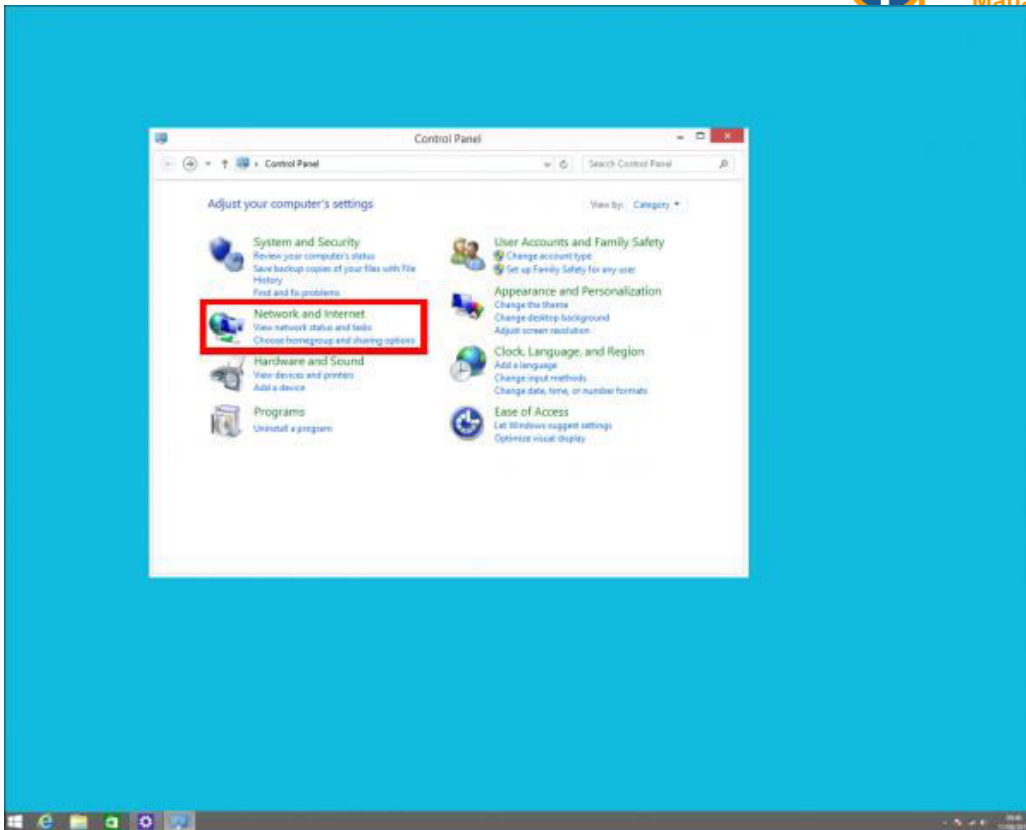 Control Panel
Control Panel
Search Control Panel
Adjust your computer's settings
View by: Category
System and Security
Review your computer's status
Save backup copies of your files with File
History
Find and fix problems
Network and Internet
View network status and tasks
Choose homegroup and sharing options
Hardware and Sound
View devices and printers
Add a device
Programs
Uninstall a program
User Accounts and Family Safety
Change account type
Set up Family Safety for any user
Appearance and Personalization
Change the theme
Change desktop background
Adjust screen resolution
Clock, Language, and Region
Add a language
Change input methods
Change date, time, or number formats
Ease of Access
Let Windows suggest settings
Optimize visual display